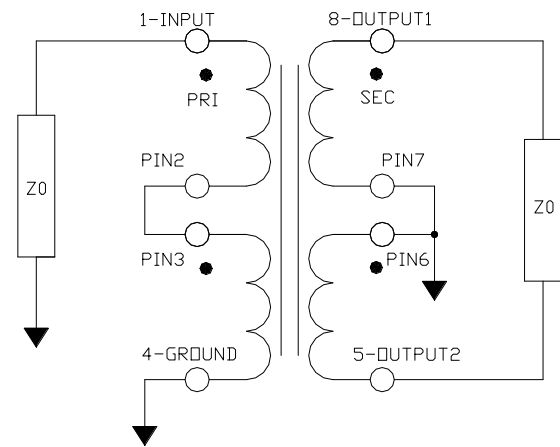 1-INPUT
8-OUTPUT1
PRI
SEC
PIN2
PIN7
Z0
Z0
PIN3
PIN6
4-GROUND
5-OUTPUT2